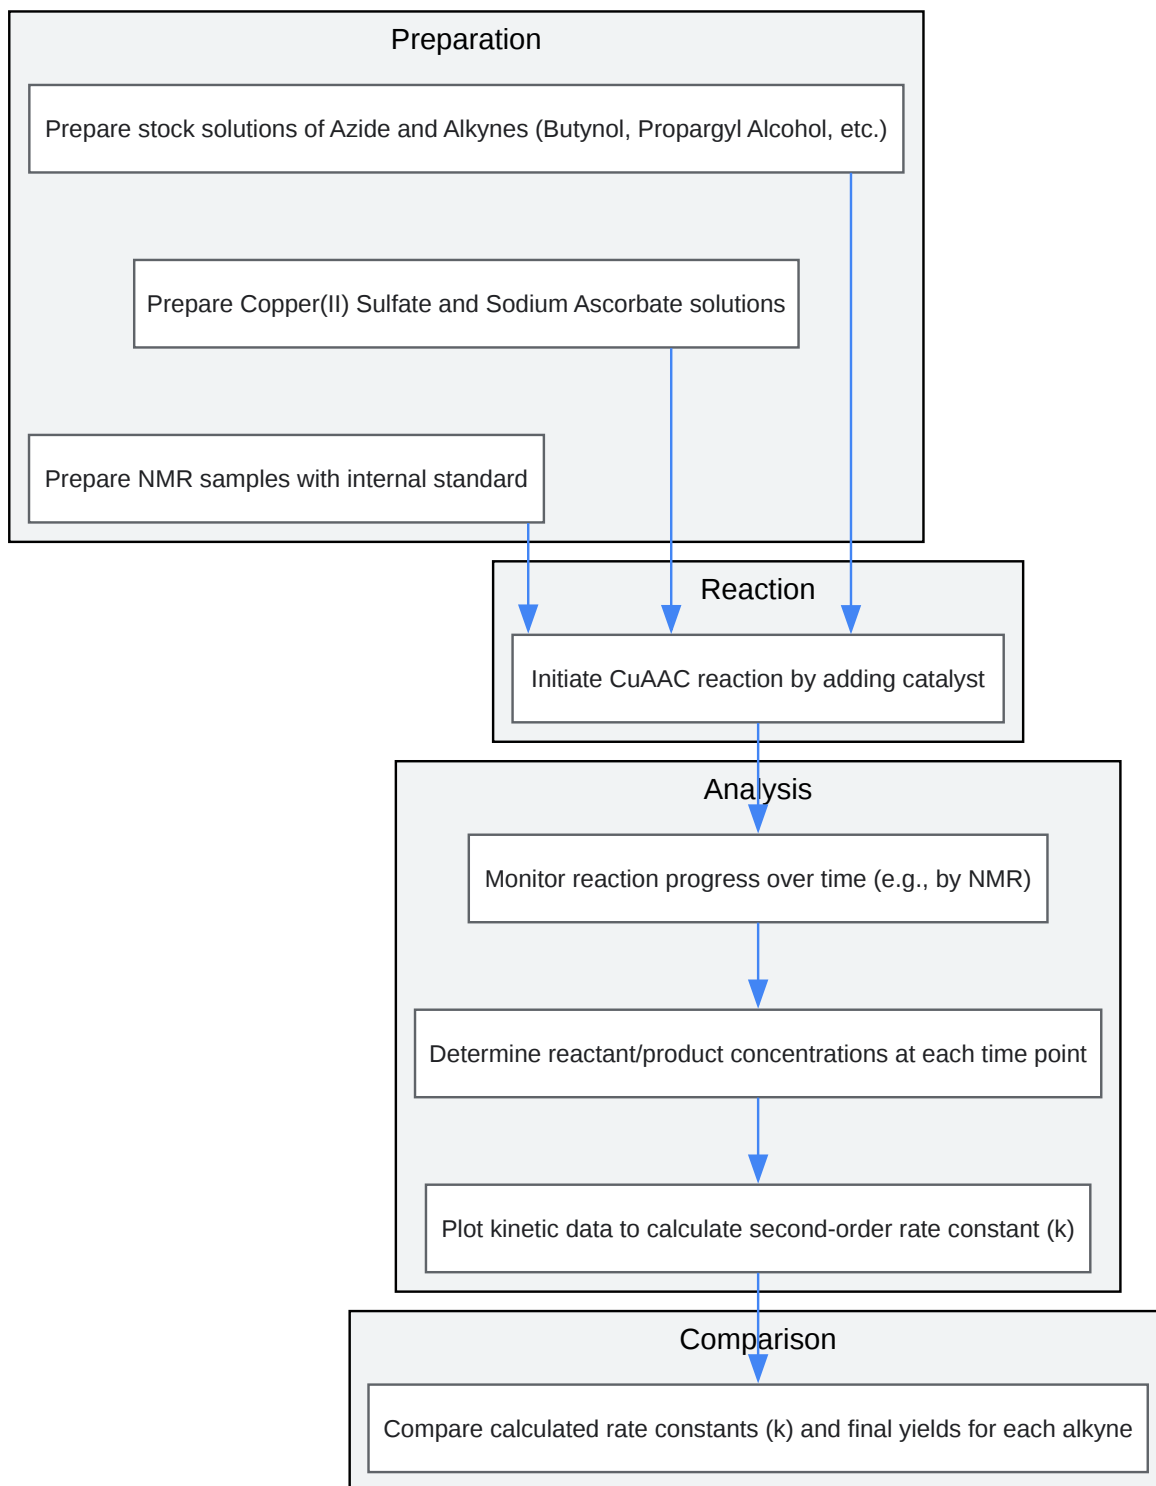 Preparation
Prepare stock solutions of Azide and Alkynes (Butynol, Propargyl Alcohol, etc.)
Prepare Copper(II) Sulfate and Sodium Ascorbate solutions
Prepare NMR samples with internal standard
Reaction
Initiate CuAAC reaction by adding catalyst
Analysis
Monitor reaction progress over time (e.g., by NMR)
Determine reactant/product concentrations at each time point
Plot kinetic data to calculate second-order rate constant (k)
Comparison
Compare calculated rate constants (k) and final yields for each alkyne